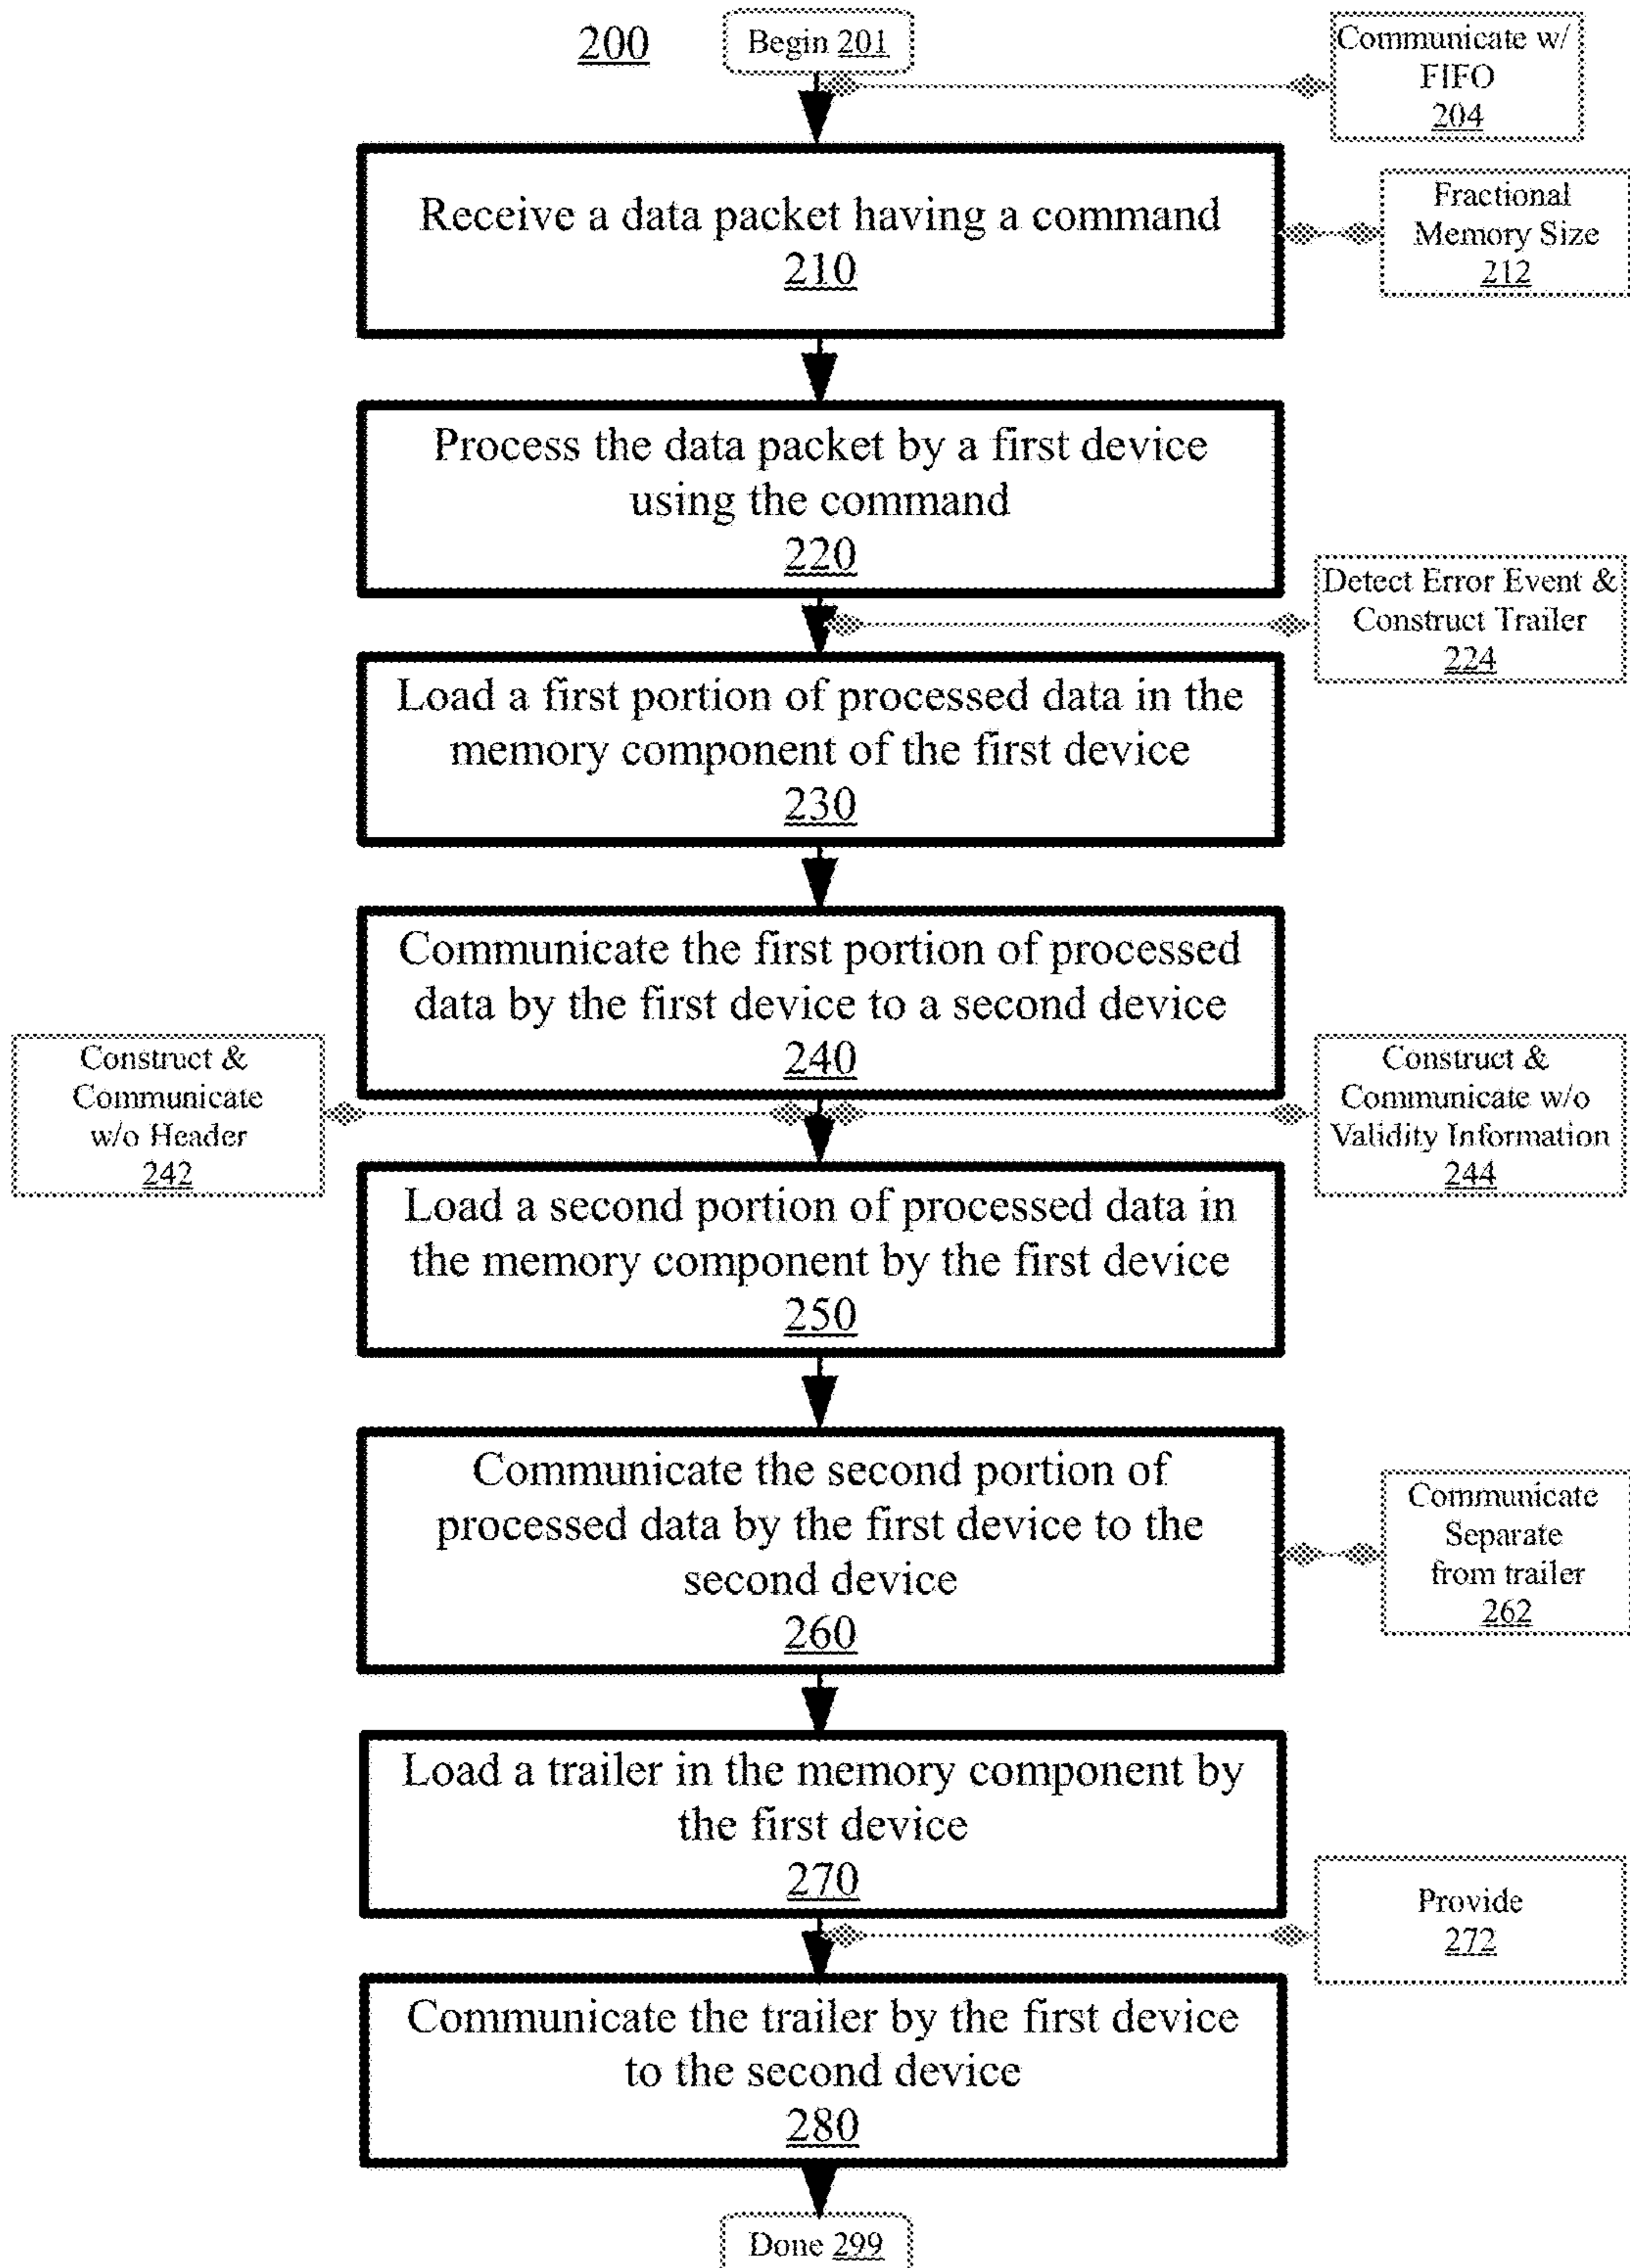 200
Begin 201
Communicate w/
FIFO
204
Receive a data packet having a command
210
Fractional
Memory Size
212
Process the data packet by a first device
using the command
220
Detect Error Event &
Construct Trailer
224
Load a first portion of processed data in the
memory component of the first device
230
Communicate the first portion of processed
data by the first device to a second device
240
Construct &
Communicate
w/o Header
242
Construct &
Communicate w/o
Validity Information
244
Load a second portion of processed data in
the memory component by the first device
250
Communicate the second portion of
processed data by the first device to the
second device
260
Communicate
Separate
from trailer
262
Load a trailer in the memory component by
the first device
270
Provide
272
Communicate the trailer by the first device
to the second device
280
Done 299